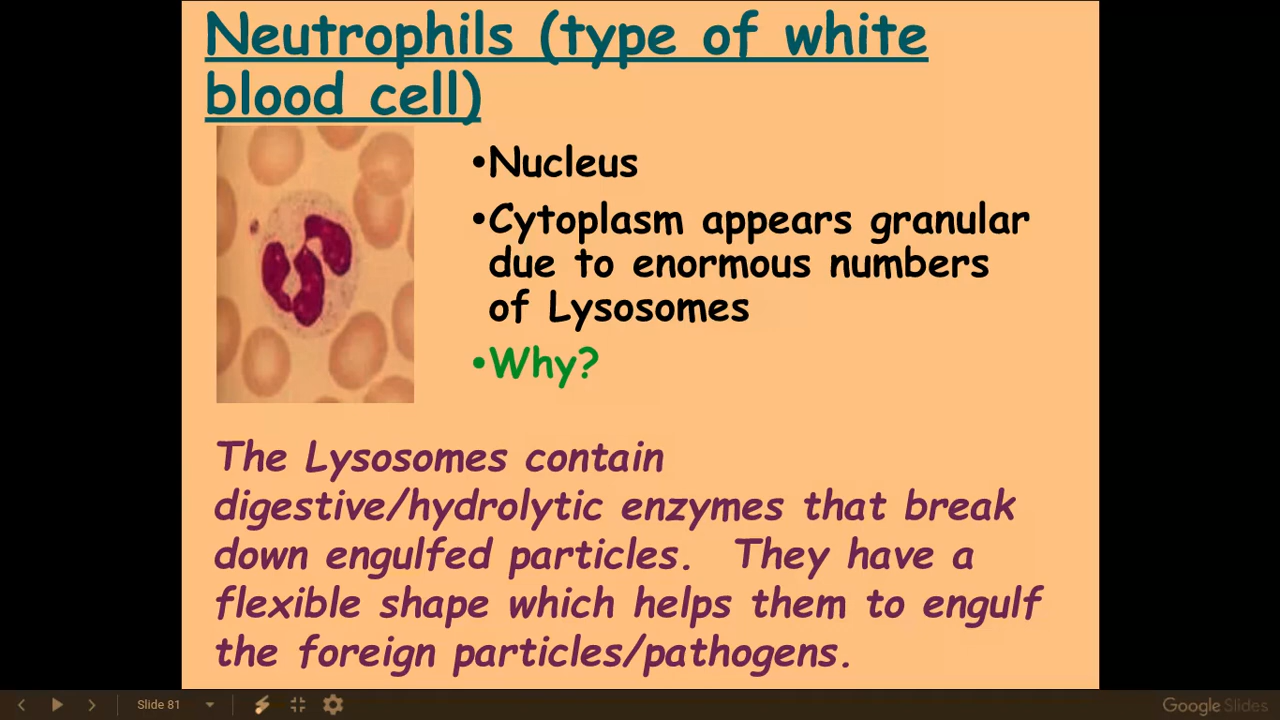 Neutrophils (type of white
blood cell)
•Nucleus
•Cytoplasm appears granular
due to enormous numbers
of Lysosomes
•Why?
The Lysosomes contain
digestive/hydrolytic enzymes that break
down engulfed particles.  They have a
flexible shape which helps them to engulf
the foreign particles/pathogens.
Slide 81
Google Slides